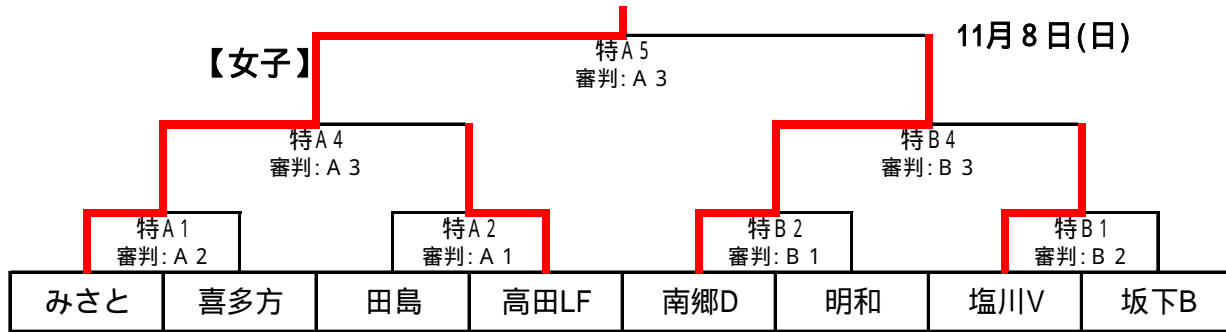 【女子】
11月8日(日)
特A5
審判:A3
特A4
審判:A3
特B4
審判:B3
特A1
審判:A2
特A2
審判:A1
特B2
審判:B1
特B1
審判:B2
みさと 喜多方 田島 高田LF 南郷D 明和 塩川V 坂下B